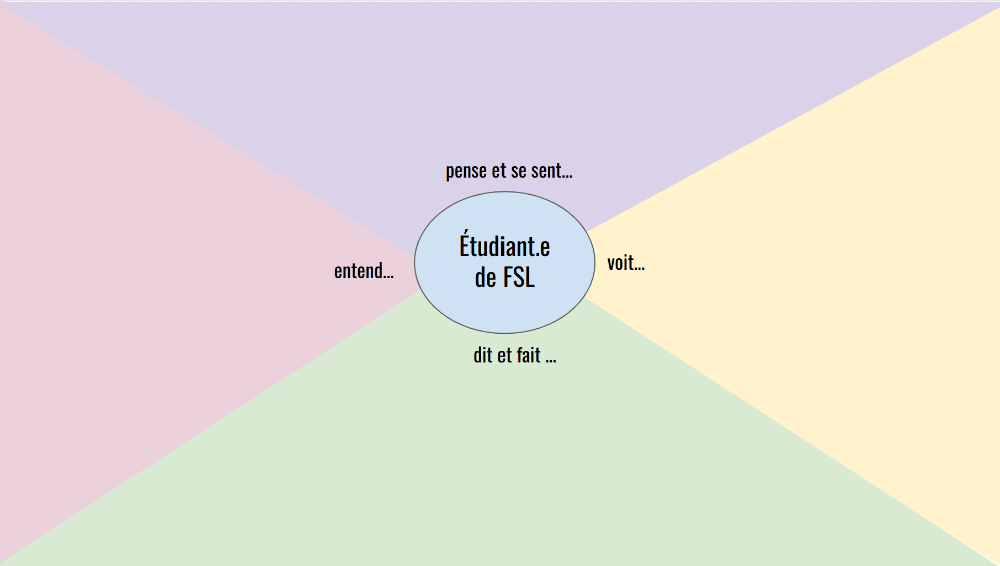 pense et se sent...
Étudiant.e
de FSL
entend...
voit...
dit et fait ...